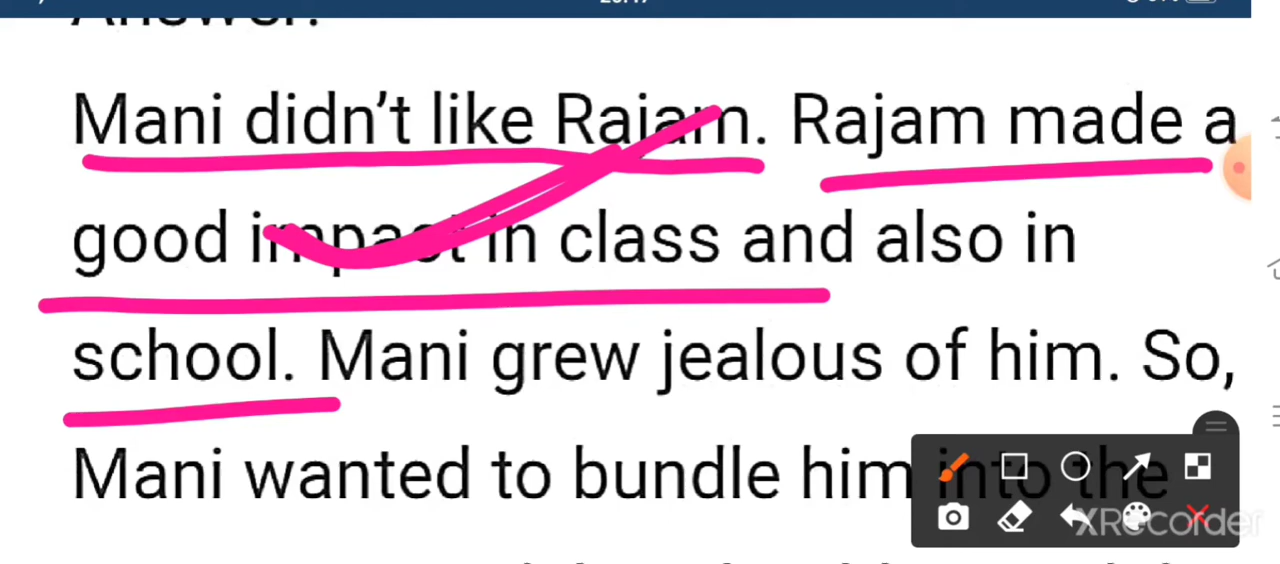 Mani didn't like Rajam. Rajam made a
good impact in class and also in
school. Mani grew jealous of him. So,
Mani wanted to bundle him into the
XRecorder